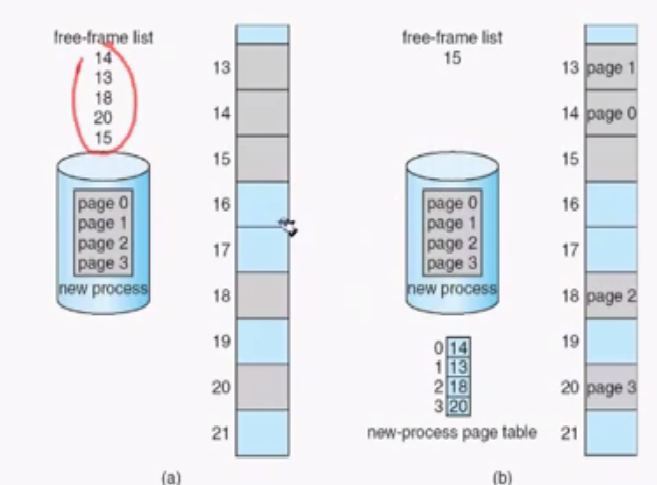 free-frame list
14
13
18
20
15
page 0
page 1
page 2
page 3
new process
13
14
15
16
17
18
19
20
21
(a)
free-frame list
15
page 0
page 1
page 2
page 3
new process
0 14
1 13
2 18
3 20
new-process page table
13 page 1
14 page 0
15
16
17
18 page 2
19
20 page 3
21
(b)